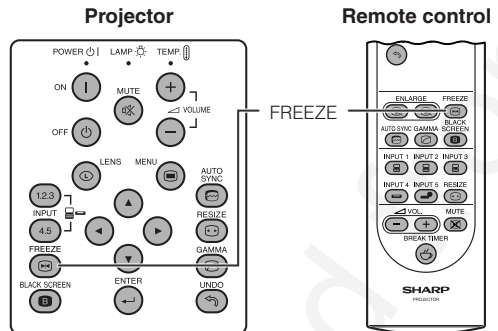 Projector
Remote control
POWER LAMP TEMP.
ON
MUTE
VOLUME
OFF
LENS
MENU
AUTO
SYNC
1.2.3
INPUT
4.5
RESIZE
FREEZE
GAMMA
BLACK SCREEN
B
ENTER
UNDO
FREEZE
ENLARGE
FREEZE
AUTO SYNC GAMMA BLACK
SCREEN
B
INPUT 1 INPUT 2 INPUT 3
INPUT 4 INPUT 5 RESIZE
VOL. MUTE
BREAK TIMER
SHARP
PROJECTOR